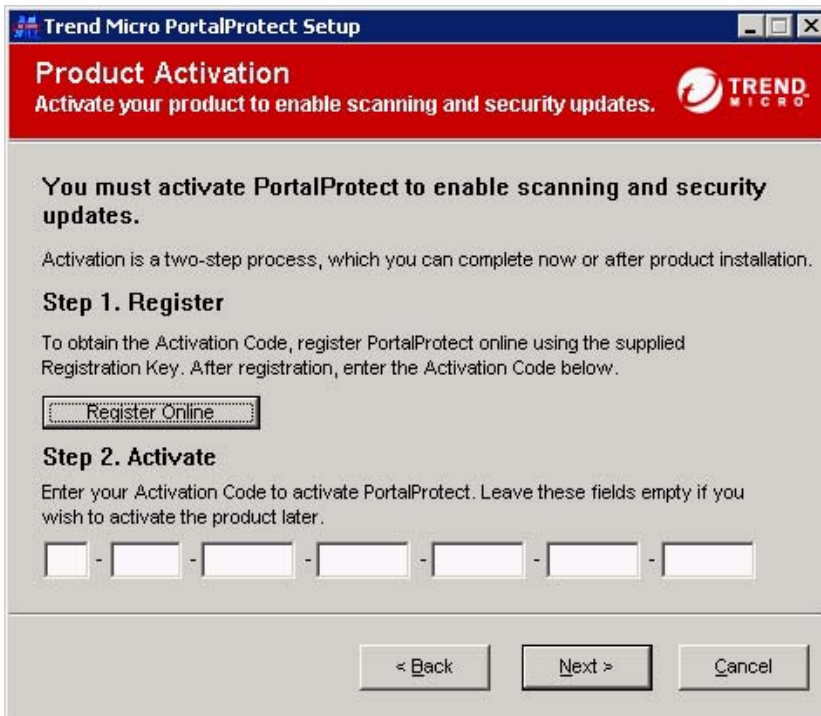 Trend Micro PortalProtect Setup
Product Activation
Activate your product to enable scanning and security updates.
TREND
MICRO
You must activate PortalProtect to enable scanning and security
updates.
Activation is a two-step process, which you can complete now or after product installation.
Step 1. Register
To obtain the Activation Code, register PortalProtect online using the supplied
Registration Key. After registration, enter the Activation Code below.
Register Online
Step 2. Activate
Enter your Activation Code to activate PortalProtect. Leave these fields empty if you
wish to activate the product later.
- - - - - -
< Back
Next >
Cancel